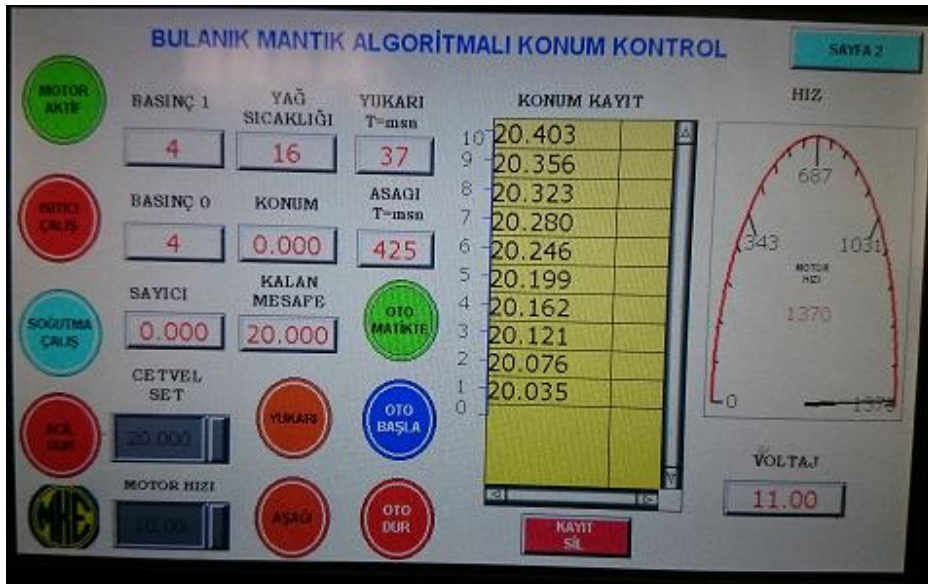 BULANIK MANTIK ALGORİTMALI KONUM KONTROL
SAYFA 2
MOTOR
AKTİF
BASINÇ 1
4
YAĞ
SICAKLIĞI
16
YUKARI
T=msn
37
ISITICI
ÇALIŞ
BASINÇ 0
4
KONUM
0.000
ASAGI
T=msn
425
SOĞUTMA
ÇALIŞ
SAYICI
0.000
KALAN
MESAFE
20.000
OTO
MATİKTE
ACİL
DUR
CETVEL
SET
20.000
YUKARI
OTO
BAŞLA
MKE
MOTOR HIZI
10.00
AŞAĞI
OTO
DUR
KONUM KAYIT
10 20.403
9 20.356
8 20.323
7 20.280
6 20.246
5 20.199
4 20.162
3 20.121
2 20.076
1 20.035
0
KAYIT
SİL
HIZ
687
343 1031
MOTOR
HIZI
1370
0 1376
VOLTAJ
11.00